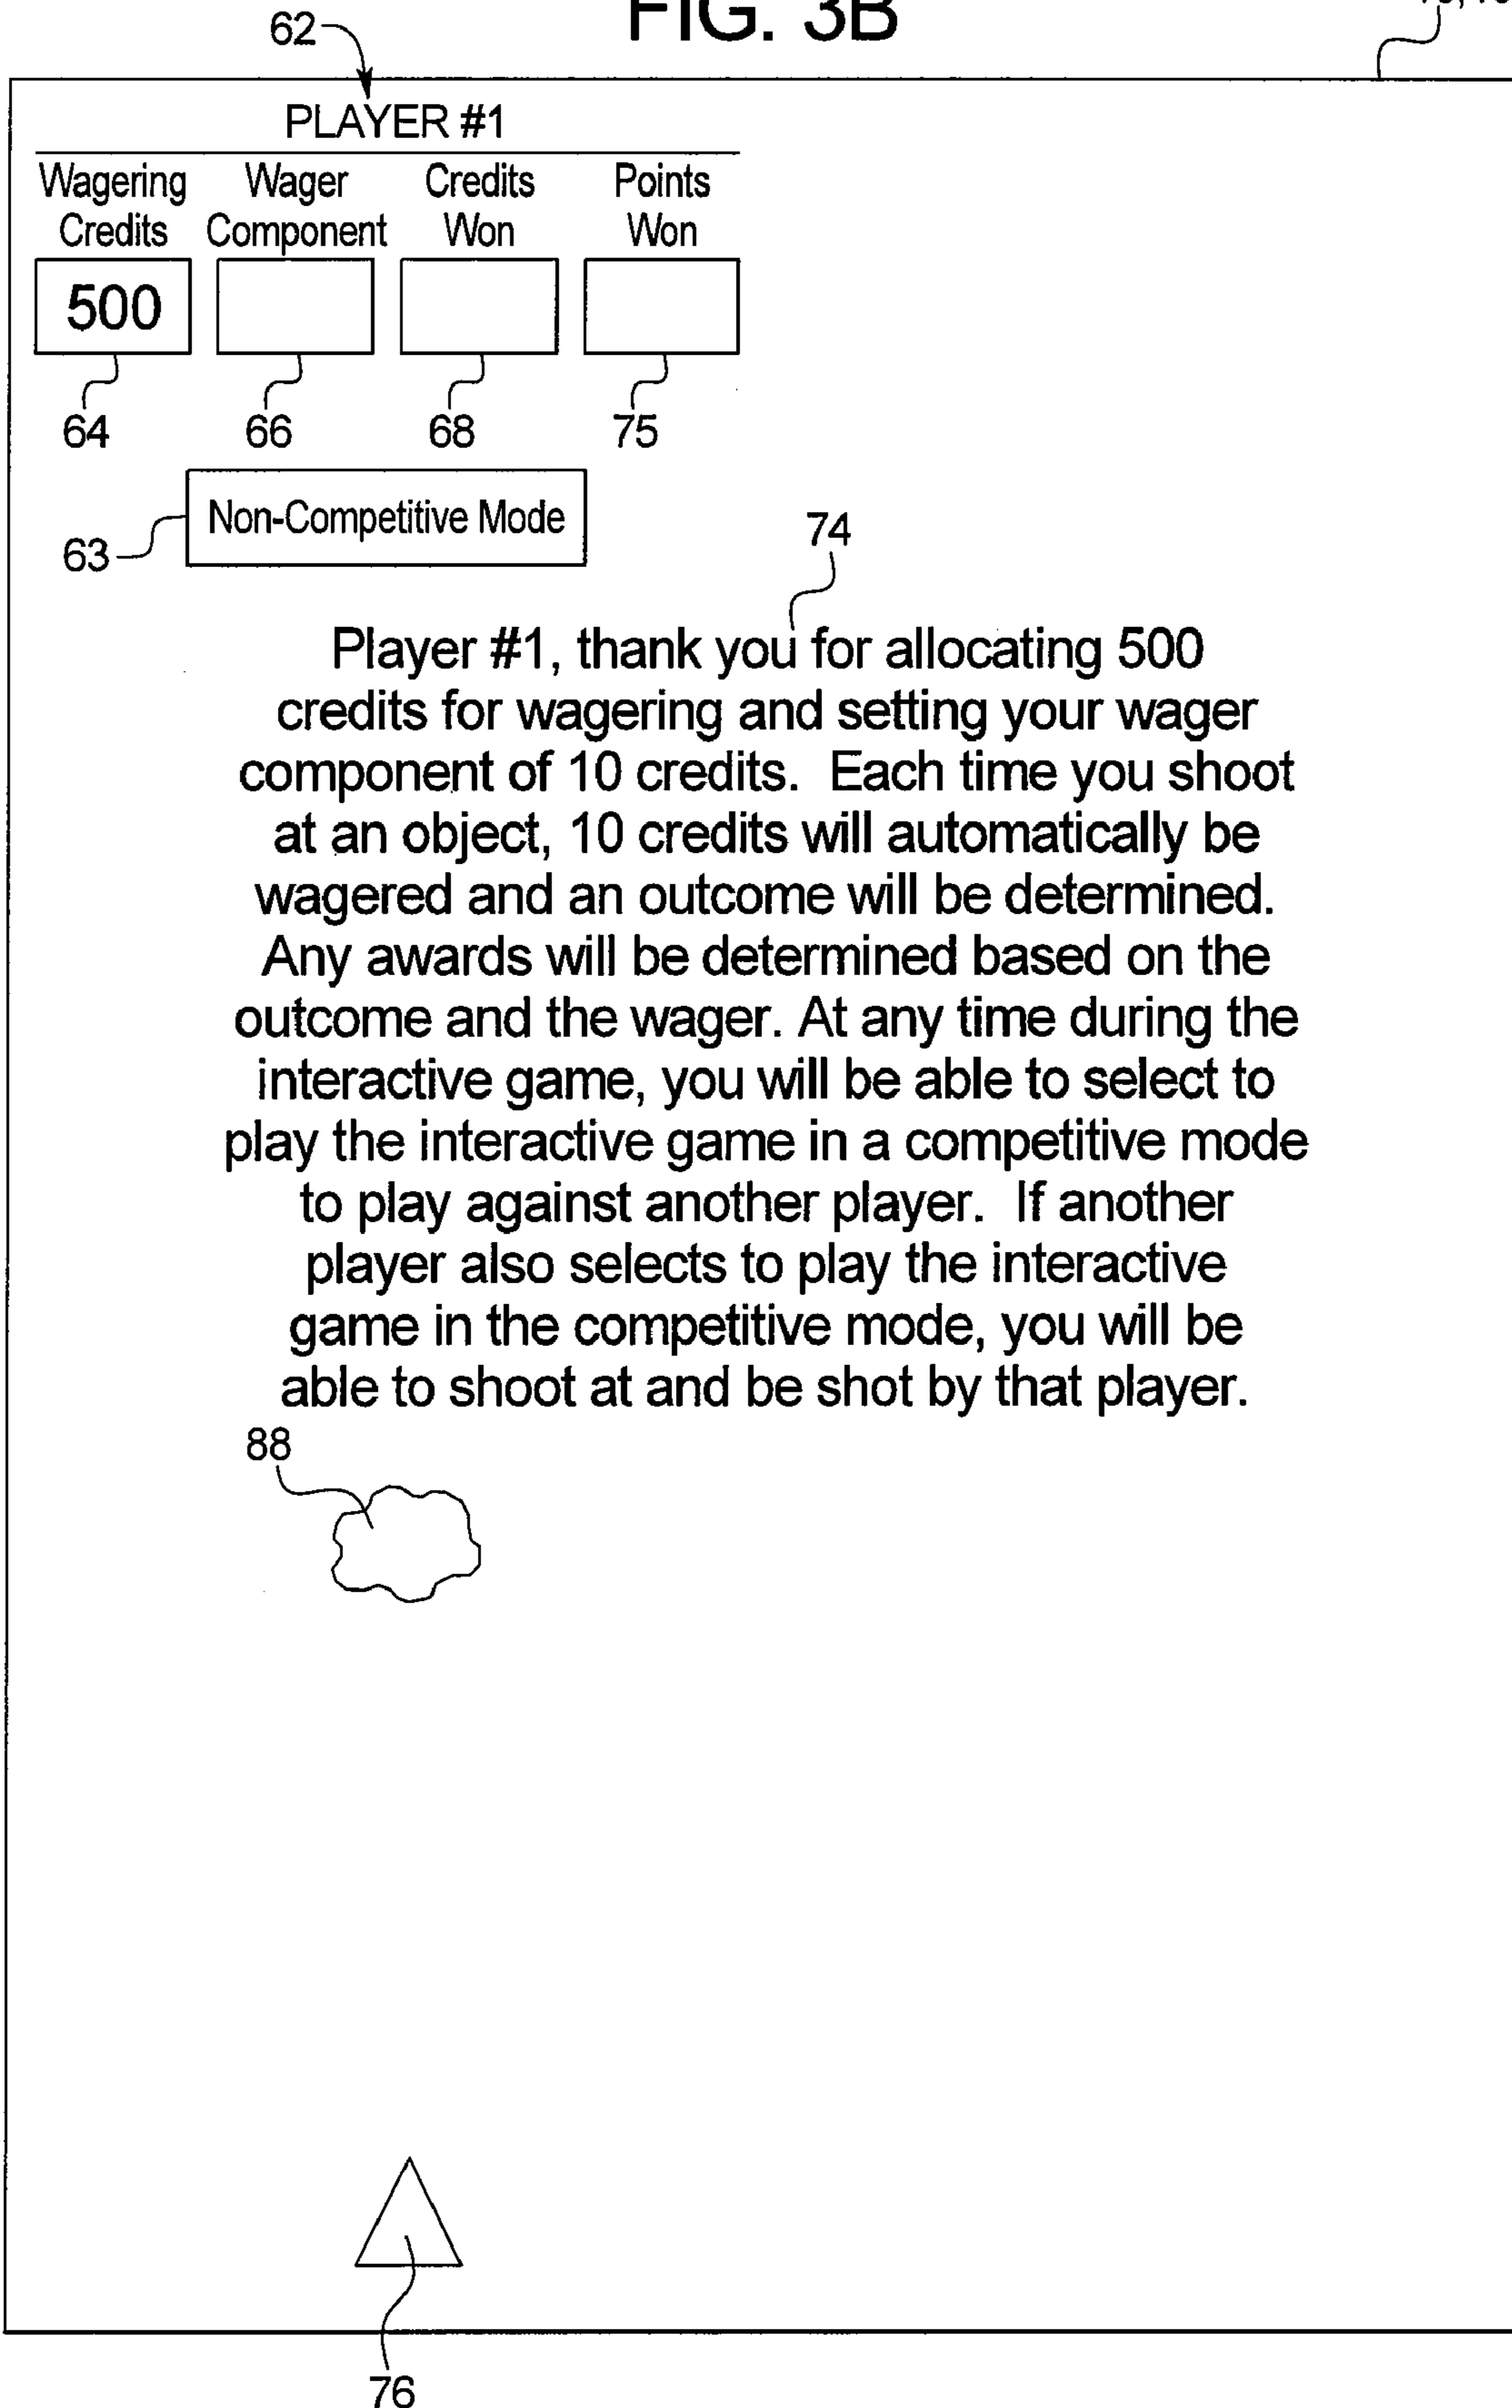 FIG. 3B
62
PLAYER #1
Wagering Wager Credits Points
Credits Component Won Won
500
64 66 68 75
Non-Competitive Mode
63
74
Player #1, thank you for allocating 500
credits for wagering and setting your wager
component of 10 credits. Each time you shoot
at an object, 10 credits will automatically be
wagered and an outcome will be determined.
Any awards will be determined based on the
outcome and the wager. At any time during the
interactive game, you will be able to select to
play the interactive game in a competitive mode
to play against another player. If another
player also selects to play the interactive
game in the competitive mode, you will be
able to shoot at and be shot by that player.
88
76